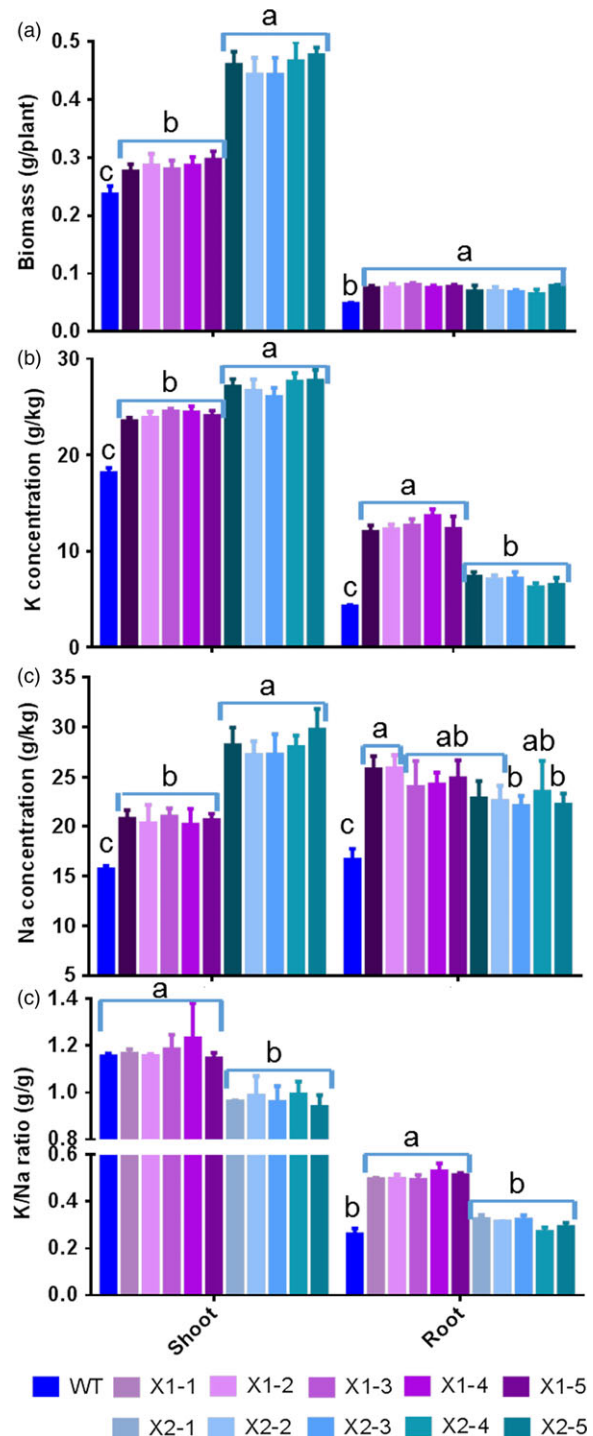 (a)
Biomass (g/plant)
0.5
0.4
0.3
0.2
0.1
0.0
c
b
a
b
a
(b)
K concentration (g/kg)
30
20
10
0
c
b
a
c
a
b
(c)
Na concentration (g/kg)
35
30
25
20
15
10
5
c
b
a
c
a
ab
b
ab
b
(c)
K/Na ratio (g/g)
1.4
1.2
1.0
0.8
0.6
0.4
0.2
0.0
a
b
b
a
b
Shoot
Root
WT X1-1 X1-2 X1-3 X1-4 X1-5
X2-1 X2-2 X2-3 X2-4 X2-5